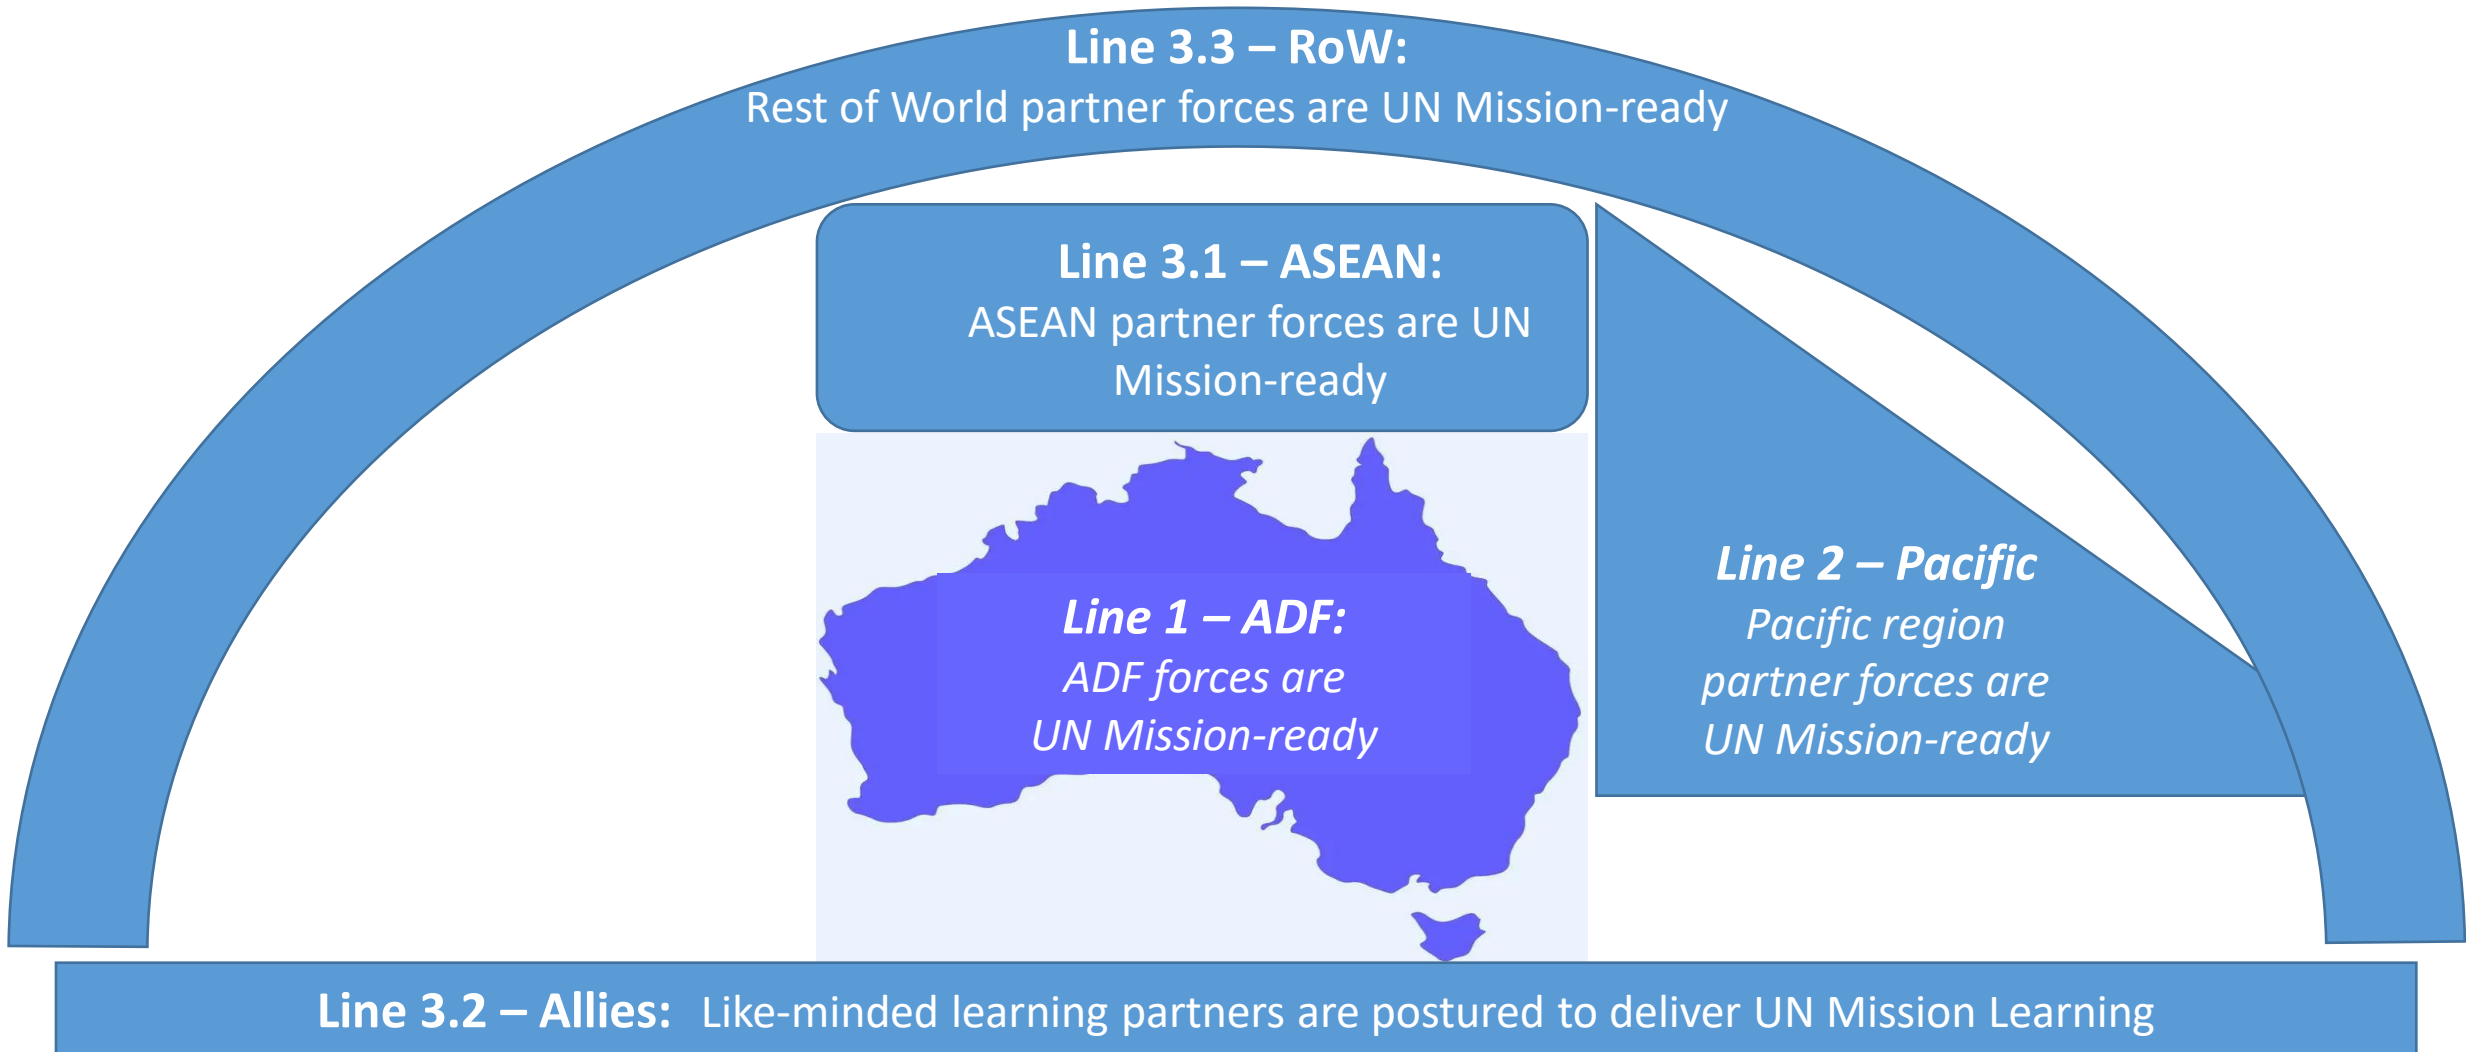 Line 3.3 – RoW:
Rest of World partner forces are UN Mission-ready
Line 3.1 – ASEAN:
ASEAN partner forces are UN
Mission-ready
Line 1 – ADF:
ADF forces are
UN Mission-ready
Line 2 – Pacific
Pacific region
partner forces are
UN Mission-ready
Line 3.2 – Allies: Like-minded learning partners are postured to deliver UN Mission Learning